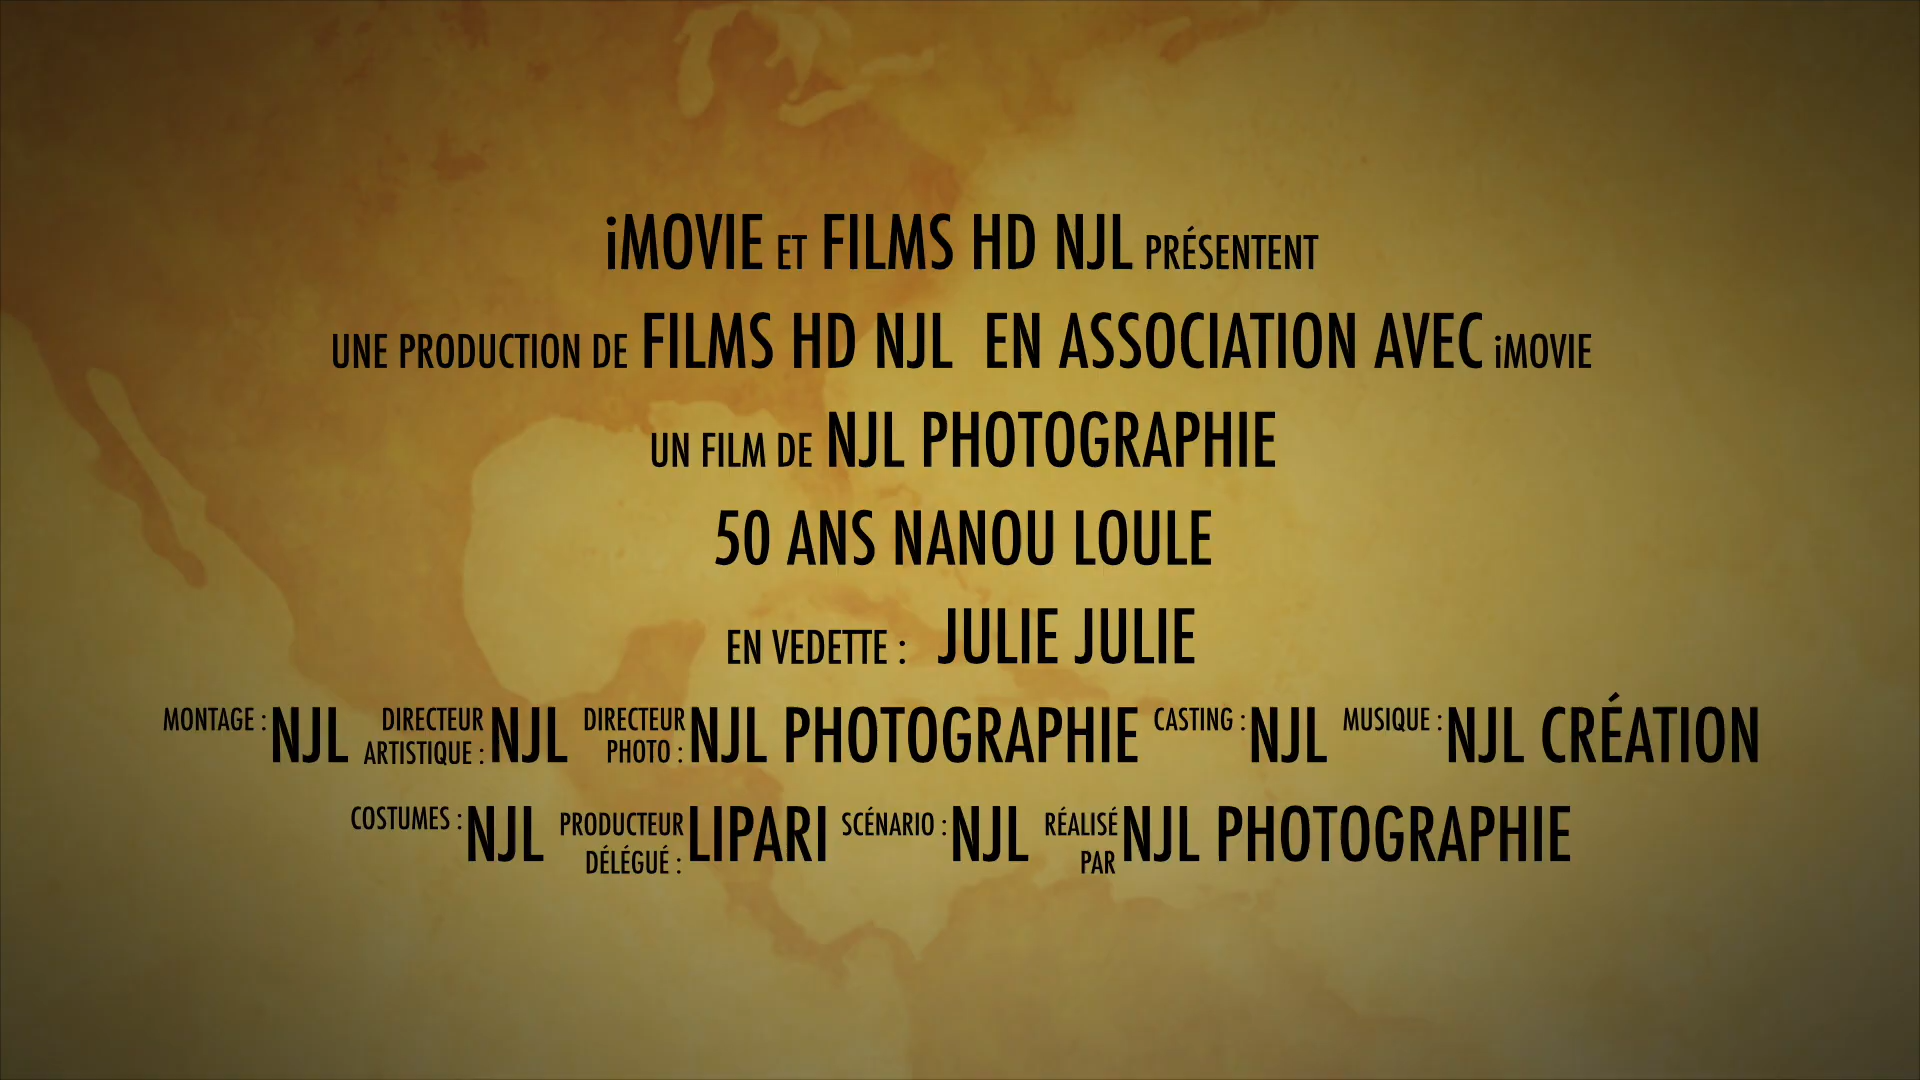 iMOVIE ET FILMS HD NJL PRÉSENTENT
UNE PRODUCTION DE FILMS HD NJL EN ASSOCIATION AVEC iMOVIE
UN FILM DE NJL PHOTOGRAPHIE
50 ANS NANOU LOULE
EN VEDETTE : JULIE JULIE
MONTAGE : NJL DIRECTEUR ARTISTIQUE : NJL DIRECTEUR PHOTO : NJL PHOTOGRAPHIE CASTING : NJL MUSIQUE : NJL CRÉATION
COSTUMES : NJL PRODUCTEUR DÉLÉGUÉ : LIPARI SCÉNARIO : NJL RÉALISÉ PAR NJL PHOTOGRAPHIE